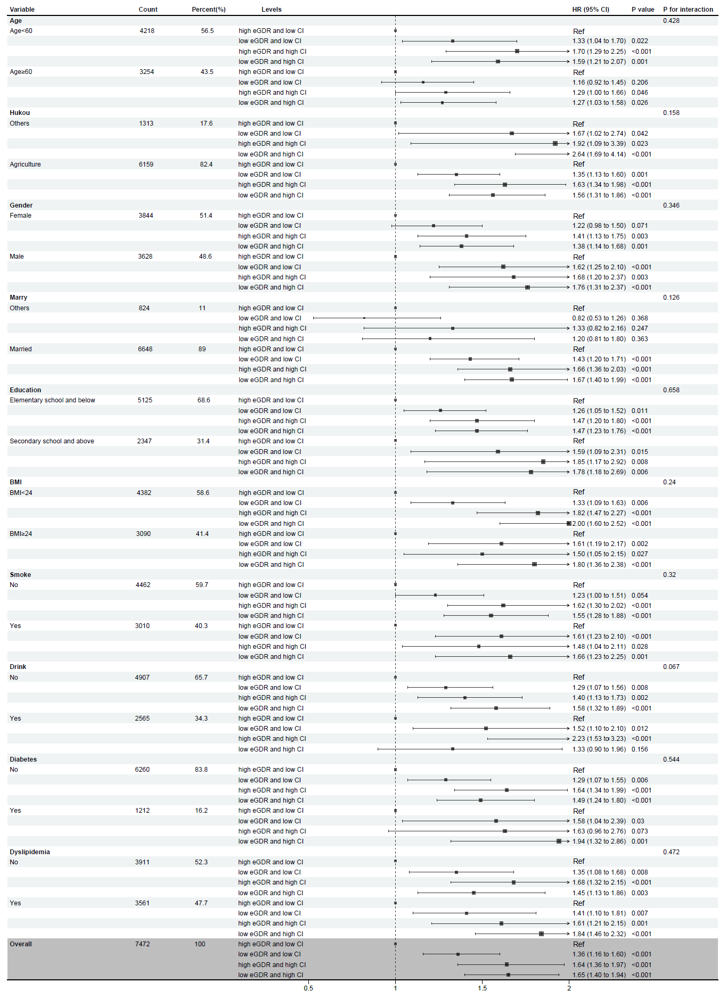 Variable Count Percent(%) Levels HR (95% CI) P value P for interaction
Age 0.428
Age<60 4218 56.5 high eGDR and low CI Ref
low eGDR and low CI 1.33 (1.04 to 1.70) 0.022
high eGDR and high CI 1.70 (1.29 to 2.25) <0.001
low eGDR and high CI 1.59 (1.21 to 2.07) 0.001
Age≥60 3254 43.5 high eGDR and low CI Ref
low eGDR and low CI 1.16 (0.92 to 1.45) 0.206
high eGDR and high CI 1.29 (1.00 to 1.66) 0.046
low eGDR and high CI 1.27 (1.03 to 1.58) 0.026
Hukou 0.158
Others 1313 17.6 high eGDR and low CI Ref
low eGDR and low CI 1.67 (1.02 to 2.74) 0.042
high eGDR and high CI 1.92 (1.09 to 3.39) 0.023
low eGDR and high CI 2.64 (1.69 to 4.14) <0.001
Agriculture 6159 82.4 high eGDR and low CI Ref
low eGDR and low CI 1.35 (1.13 to 1.60) 0.001
high eGDR and high CI 1.63 (1.34 to 1.98) <0.001
low eGDR and high CI 1.56 (1.31 to 1.86) <0.001
Gender 0.346
Female 3844 51.4 high eGDR and low CI Ref
low eGDR and low CI 1.22 (0.98 to 1.50) 0.071
high eGDR and high CI 1.41 (1.13 to 1.75) 0.003
low eGDR and high CI 1.38 (1.14 to 1.68) 0.001
Male 3628 48.6 high eGDR and low CI Ref
low eGDR and low CI 1.62 (1.25 to 2.10) <0.001
high eGDR and high CI 1.68 (1.20 to 2.37) 0.003
low eGDR and high CI 1.76 (1.31 to 2.37) <0.001
Marry 0.126
Others 824 11 high eGDR and low CI Ref
low eGDR and low CI 0.82 (0.53 to 1.26) 0.368
high eGDR and high CI 1.33 (0.82 to 2.16) 0.247
low eGDR and high CI 1.20 (0.81 to 1.80) 0.363
Married 6648 89 high eGDR and low CI Ref
low eGDR and low CI 1.43 (1.20 to 1.71) <0.001
high eGDR and high CI 1.66 (1.36 to 2.03) <0.001
low eGDR and high CI 1.67 (1.40 to 1.99) <0.001
Education 0.658
Elementary school and below 5125 68.6 high eGDR and low CI Ref
low eGDR and low CI 1.26 (1.05 to 1.52) 0.011
high eGDR and high CI 1.47 (1.20 to 1.80) <0.001
low eGDR and high CI 1.47 (1.23 to 1.76) <0.001
Secondary school and above 2347 31.4 high eGDR and low CI Ref
low eGDR and low CI 1.59 (1.09 to 2.31) 0.015
high eGDR and high CI 1.85 (1.17 to 2.92) 0.008
low eGDR and high CI 1.78 (1.18 to 2.69) 0.006
BMI 0.24
BMI<24 4382 58.6 high eGDR and low CI Ref
low eGDR and low CI 1.33 (1.09 to 1.63) 0.006
high eGDR and high CI 1.82 (1.47 to 2.27) <0.001
low eGDR and high CI 2.00 (1.60 to 2.52) <0.001
BMI≥24 3090 41.4 high eGDR and low CI Ref
low eGDR and low CI 1.61 (1.19 to 2.17) 0.002
high eGDR and high CI 1.50 (1.05 to 2.15) 0.027
low eGDR and high CI 1.80 (1.36 to 2.38) <0.001
Smoke 0.32
No 4462 59.7 high eGDR and low CI Ref
low eGDR and low CI 1.23 (1.00 to 1.51) 0.054
high eGDR and high CI 1.62 (1.30 to 2.02) <0.001
low eGDR and high CI 1.55 (1.28 to 1.88) <0.001
Yes 3010 40.3 high eGDR and low CI Ref
low eGDR and low CI 1.61 (1.23 to 2.10) <0.001
high eGDR and high CI 1.48 (1.04 to 2.11) 0.028
low eGDR and high CI 1.66 (1.23 to 2.25) 0.001
Drink 0.067
No 4907 65.7 high eGDR and low CI Ref
low eGDR and low CI 1.29 (1.07 to 1.56) 0.008
high eGDR and high CI 1.40 (1.13 to 1.73) 0.002
low eGDR and high CI 1.58 (1.32 to 1.89) <0.001
Yes 2565 34.3 high eGDR and low CI Ref
low eGDR and low CI 1.52 (1.10 to 2.10) 0.012
high eGDR and high CI 2.23 (1.53 to 3.23) <0.001
low eGDR and high CI 1.33 (0.90 to 1.96) 0.156
Diabetes 0.544
No 6260 83.8 high eGDR and low CI Ref
low eGDR and low CI 1.29 (1.07 to 1.55) 0.006
high eGDR and high CI 1.64 (1.34 to 1.99) <0.001
low eGDR and high CI 1.49 (1.24 to 1.80) <0.001
Yes 1212 16.2 high eGDR and low CI Ref
low eGDR and low CI 1.58 (1.04 to 2.39) 0.03
high eGDR and high CI 1.63 (0.96 to 2.76) 0.073
low eGDR and high CI 1.94 (1.32 to 2.86) 0.001
Dyslipidemia 0.472
No 3911 52.3 high eGDR and low CI Ref
low eGDR and low CI 1.35 (1.08 to 1.68) 0.008
high eGDR and high CI 1.68 (1.32 to 2.15) <0.001
low eGDR and high CI 1.45 (1.13 to 1.86) 0.003
Yes 3561 47.7 high eGDR and low CI Ref
low eGDR and low CI 1.41 (1.10 to 1.81) 0.007
high eGDR and high CI 1.61 (1.21 to 2.15) 0.001
low eGDR and high CI 1.84 (1.46 to 2.32) <0.001
Overall 7472 100 high eGDR and low CI Ref
low eGDR and low CI 1.36 (1.16 to 1.60) <0.001
high eGDR and high CI 1.64 (1.36 to 1.97) <0.001
low eGDR and high CI 1.65 (1.40 to 1.94) <0.001
0.5 1 1.5 2